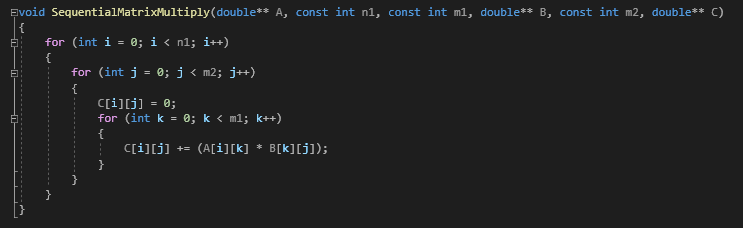 void SequentialMatrixMultiply(double** A, const int n1, const int m1, double** B, const int m2, double** C)
{
    for (int i = 0; i < n1; i++)
    {
        for (int j = 0; j < m2; j++)
        {
            C[i][j] = 0;
            for (int k = 0; k < m1; k++)
            {
                C[i][j] += (A[i][k] * B[k][j]);
            }
        }
    }
}